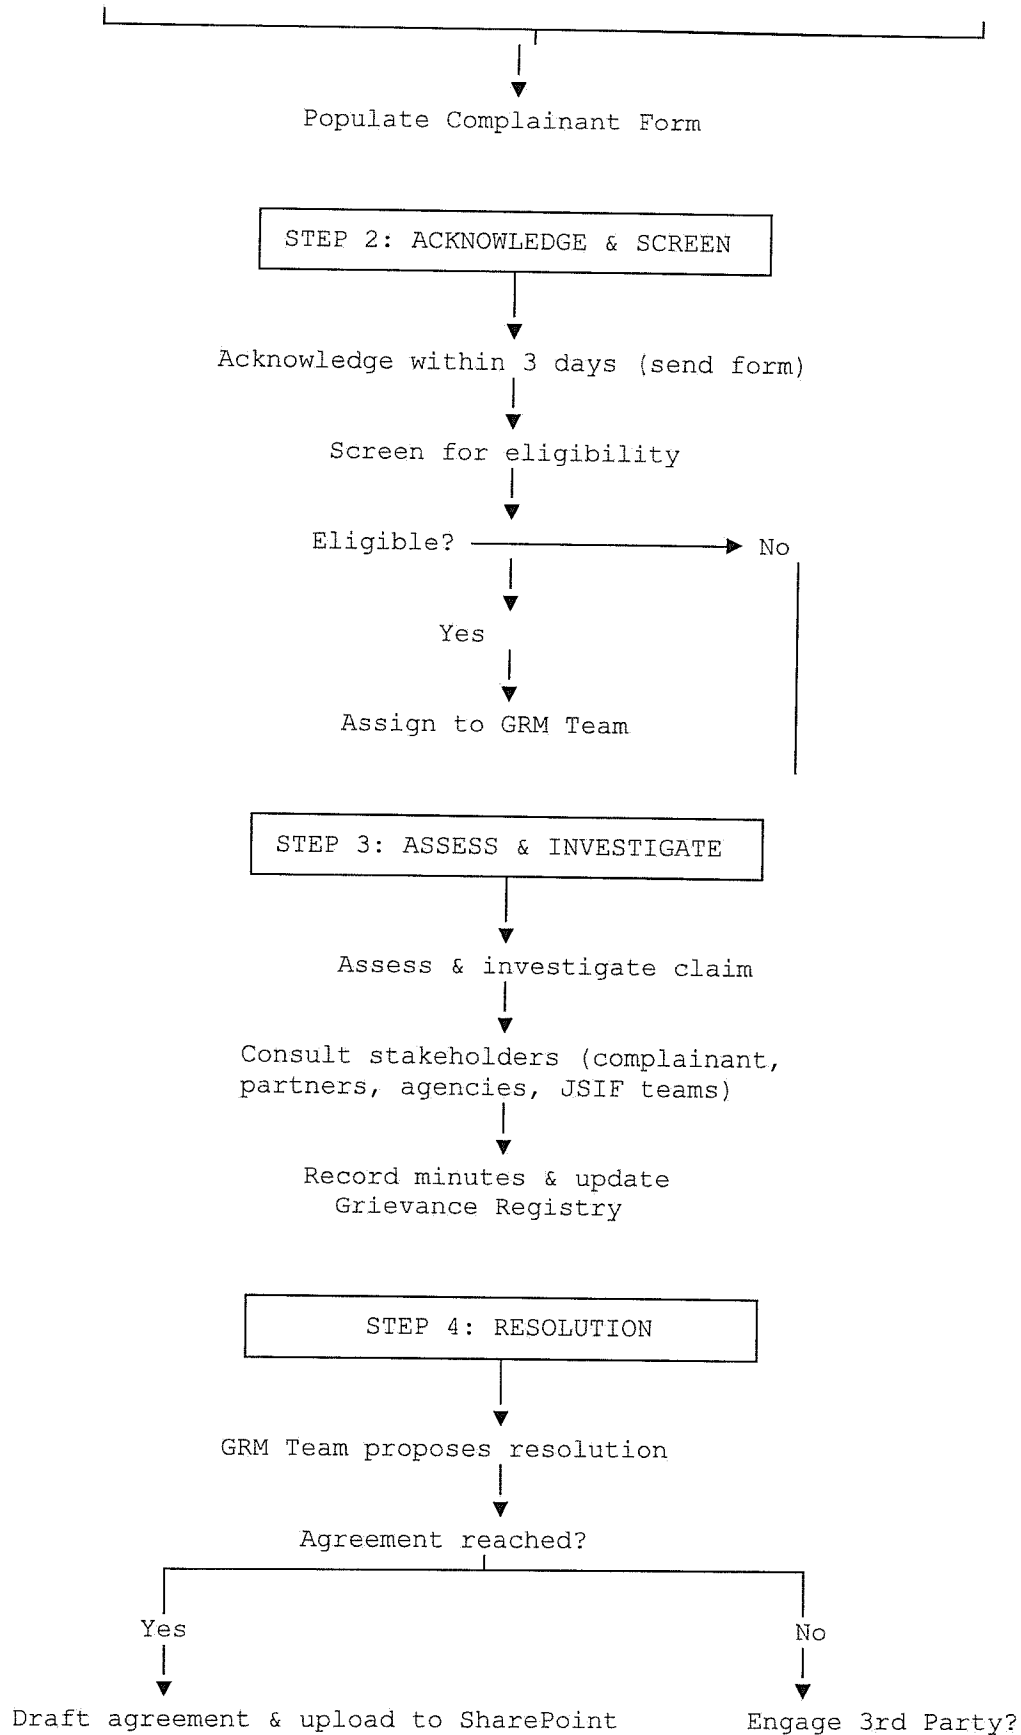 Populate Complainant Form
STEP 2: ACKNOWLEDGE & SCREEN
Acknowledge within 3 days (send form)
Screen for eligibility
Eligible?
No
Yes
Assign to GRM Team
STEP 3: ASSESS & INVESTIGATE
Assess & investigate claim
Consult stakeholders (complainant,
partners, agencies, JSIF teams)
Record minutes & update
Grievance Registry
STEP 4: RESOLUTION
GRM Team proposes resolution
Agreement reached?
Yes
No
Draft agreement & upload to SharePoint
Engage 3rd Party?